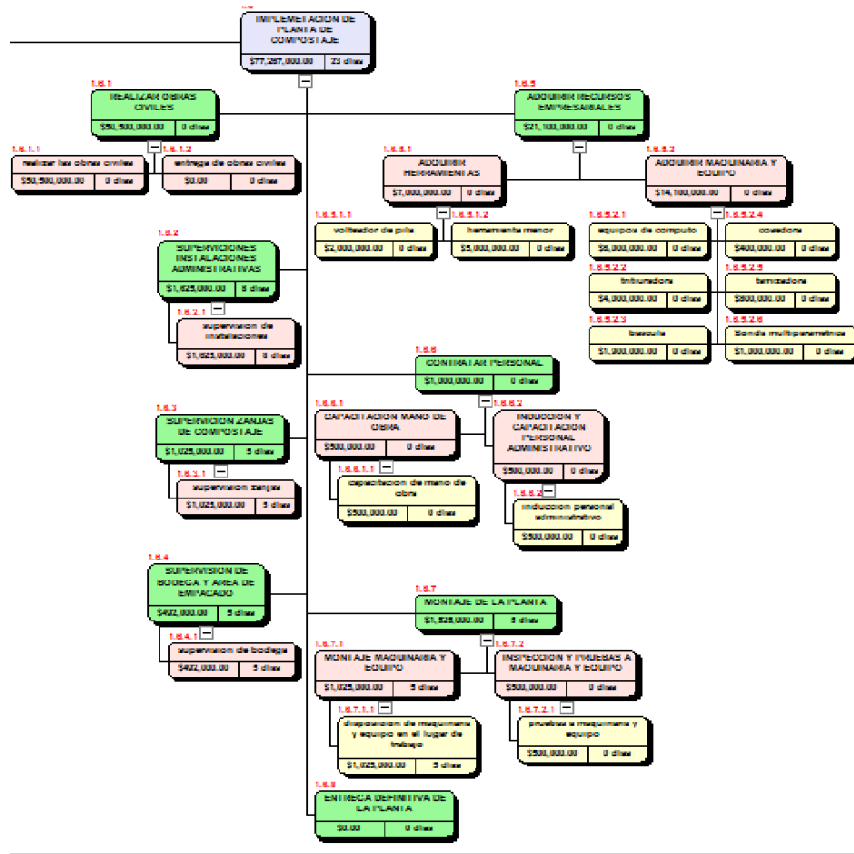 IMPLEMETACION DE
PLANTA DE
COMPOSTAJE
$77,267,000.00 23 días
1.6.1
REALIZAR OBRAS
CIVILES
$50,500,000.00 0 días
1.6.1.1
realizar las obras civiles
$50,500,000.00 0 días
1.6.1.2
entrega de obras civiles
$0.00 0 días
1.6.5
ADQUIRIR RECURSOS
EMPRESARIALES
$21,100,000.00 0 días
1.6.5.1
ADQUIRIR
HERRAMIENTAS
$7,000,000.00 0 días
1.6.5.2
ADQUIRIR MAQUINARIA Y
EQUIPO
$14,100,000.00 0 días
1.6.5.1.1
volteador de pila
$2,000,000.00 0 días
1.6.5.1.2
herramienta menor
$5,000,000.00 0 días
1.6.5.2.1
equipos de computo
$6,000,000.00 0 días
1.6.5.2.4
cosedora
$400,000.00 0 días
1.6.5.2.2
trituradora
$4,000,000.00 0 días
1.6.5.2.5
tamizadora
$800,000.00 0 días
1.6.5.2.3
bascula
$1,900,000.00 0 días
1.6.5.2.6
Sonda multiparametrica
$1,000,000.00 0 días
1.6.2
SUPERVICIONES
INSTALACIONES
ADMINISTRATIVAS
$1,625,000.00 8 días
1.6.2.1
supervision de
instalaciones
$1,625,000.00 8 días
1.6.6
CONTRATAR PERSONAL
$1,000,000.00 0 días
1.6.6.1
CAPACITACION MANO DE
OBRA
$500,000.00 0 días
1.6.6.2
INDUCCION Y
CAPACITACION
PERSONAL
ADMINISTRATIVO
$500,000.00 0 días
1.6.6.1.1
capacitacion de mano de
obra
$500,000.00 0 días
1.6.6.2
induccion personal
administrativo
$500,000.00 0 días
1.6.3
SUPERVICION ZANJAS
DE COMPOSTAJE
$1,025,000.00 5 días
1.6.3.1
supervision zanjas
$1,025,000.00 5 días
1.6.4
SUPERVISION DE
BODEGA Y AREA DE
EMPACADO
$492,000.00 5 días
1.6.4.1
supervision de bodega
$492,000.00 5 días
1.6.7
MONTAJE DE LA PLANTA
$1,525,000.00 5 días
1.6.7.1
MONTAJE MAQUINARIA Y
EQUIPO
$1,025,000.00 5 días
1.6.7.2
INSPECCION Y PRUEBAS A
MAQUINARIA Y EQUIPO
$500,000.00 0 días
1.6.7.1.1
disposicion de maquinaria
y equipo en el lugar de
trabajo
$1,025,000.00 5 días
1.6.7.2.1
pruebas a maquinaria y
equipo
$500,000.00 0 días
1.6.8
ENTREGA DEFINITIVA DE
LA PLANTA
$0.00 0 días